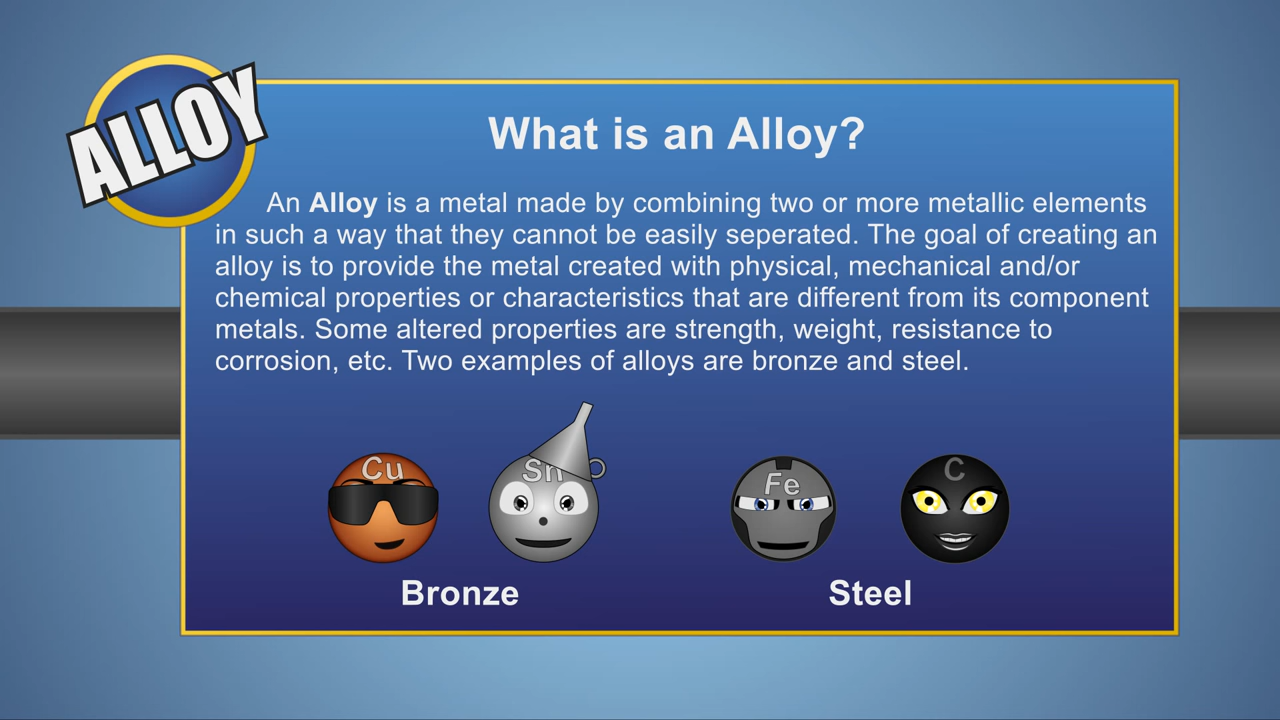 ALLOY
What is an Alloy?
An Alloy is a metal made by combining two or more metallic elements
in such a way that they cannot be easily seperated. The goal of creating an
alloy is to provide the metal created with physical, mechanical and/or
chemical properties or characteristics that are different from its component
metals. Some altered properties are strength, weight, resistance to
corrosion, etc. Two examples of alloys are bronze and steel.
Cu Sn Fe C
Bronze Steel